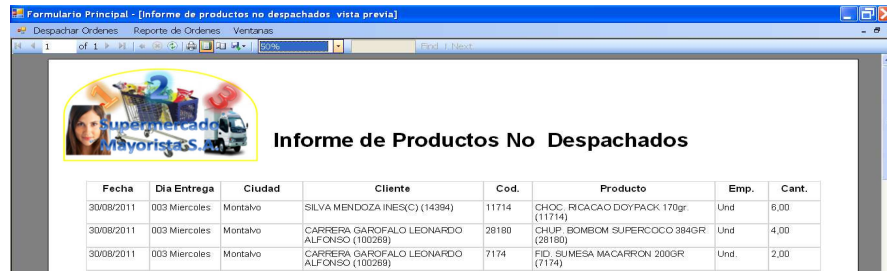 Formulario Principal - [Informe de productos no despachados vista previa]
Despachar Ordenes Reporte de Ordenes Ventanas
1 of 1 50% Find | Next
1 2 3
Supermercado
Mayorista S.A.
Informe de Productos No Despachados
Fecha Dia Entrega Ciudad Cliente Cod. Producto Emp. Cant.
30/08/2011 003 Miercoles Montalvo SILVA MENDOZA INES(C) (14394) 11714 CHOC. RICACAO DOYPACK 170gr. Und 6,00
(11714)
30/08/2011 003 Miercoles Montalvo CARRERA GAROFALO LEONARDO 28180 CHUP. BOMBOM SUPERCOCO 384GR Und 4,00
ALFONSO (100269) (28180)
30/08/2011 003 Miercoles Montalvo CARRERA GAROFALO LEONARDO 7174 FID. SUMESA MACARRON 200GR Und. 2,00
ALFONSO (100269) (7174)